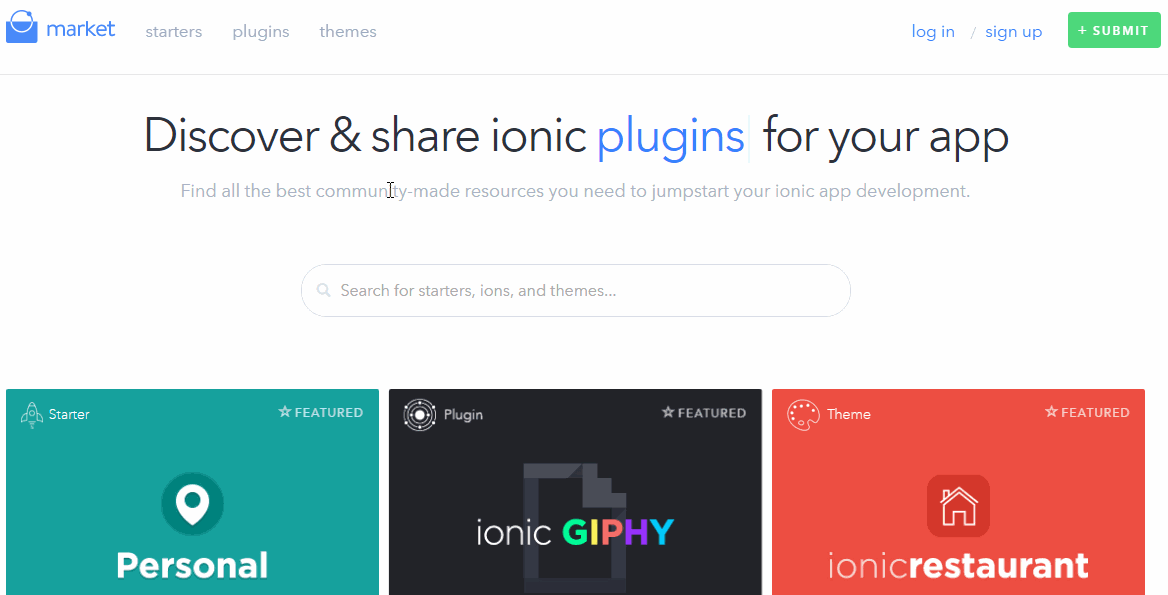 market starters plugins themes log in / sign up + SUBMIT
Discover & share ionic plugins for your app
Find all the best community-made resources you need to jumpstart your ionic app development.
Search for starters, ions, and themes...
Starter FEATURED
Personal
Plugin FEATURED
ionic GIPHY
Theme FEATURED
ionicrestaurant